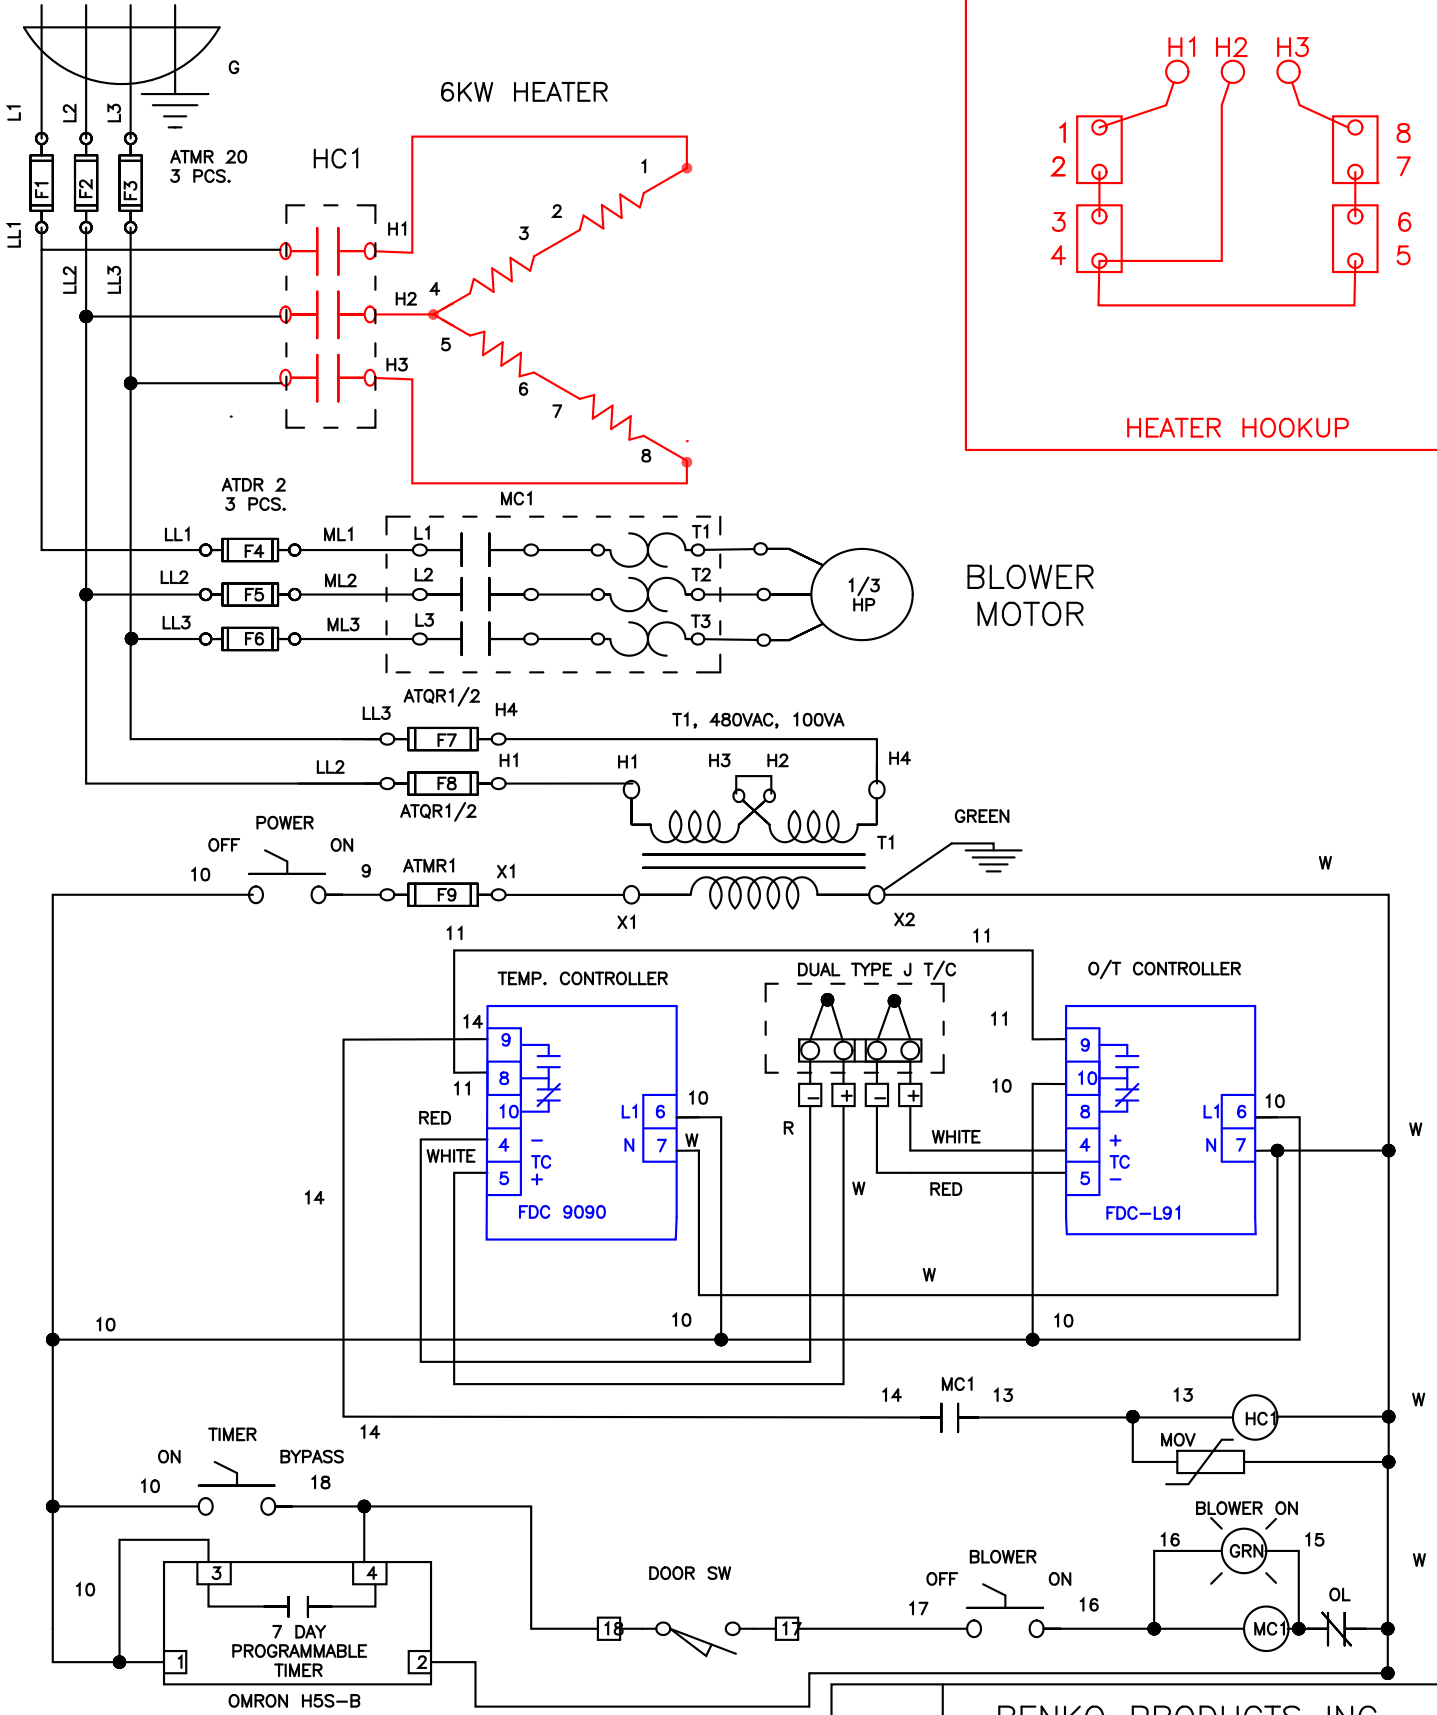 G
L1
L2
L3
F1
F2
F3
ATMR 20
3 PCS.
LL1
LL2
LL3
6KW HEATER
HC1
H1
H2
H3
1
2
3
4
5
6
7
8
H1 H2 H3
1
2
3
4
8
7
6
5
HEATER HOOKUP
ATDR 2
3 PCS.
MC1
LL1
F4
ML1
L1
T1
LL2
F5
ML2
L2
T2
LL3
F6
ML3
L3
T3
1/3
HP
BLOWER
MOTOR
ATQR1/2
LL3
F7
H4
T1, 480VAC, 100VA
LL2
F8
H1
ATQR1/2
H1
H3
H2
H4
T1
POWER
OFF
ON
10
9
ATMR1
F9
X1
X1
X2
GREEN
W
11
11
TEMP. CONTROLLER
DUAL TYPE J T/C
O/T CONTROLLER
14
9
11
8
10
RED
4
−
WHITE
TC
5
+
FDC 9090
L1
6
10
N
7
W
−
+
−
+
R
W
WHITE
RED
11
9
10
10
8
4
+
TC
5
−
FDC−L91
L1
6
10
N
7
W
14
W
10
10
10
14
14
MC1
13
13
HC1
W
MOV
TIMER
ON
BYPASS
10
18
3
4
10
7 DAY
PROGRAMMABLE
TIMER
1
2
OMRON H5S−B
DOOR SW
18
17
17
BLOWER
OFF
ON
16
BLOWER ON
16
GRN
15
W
MC1
OL
BENKO PRODUCTS INC